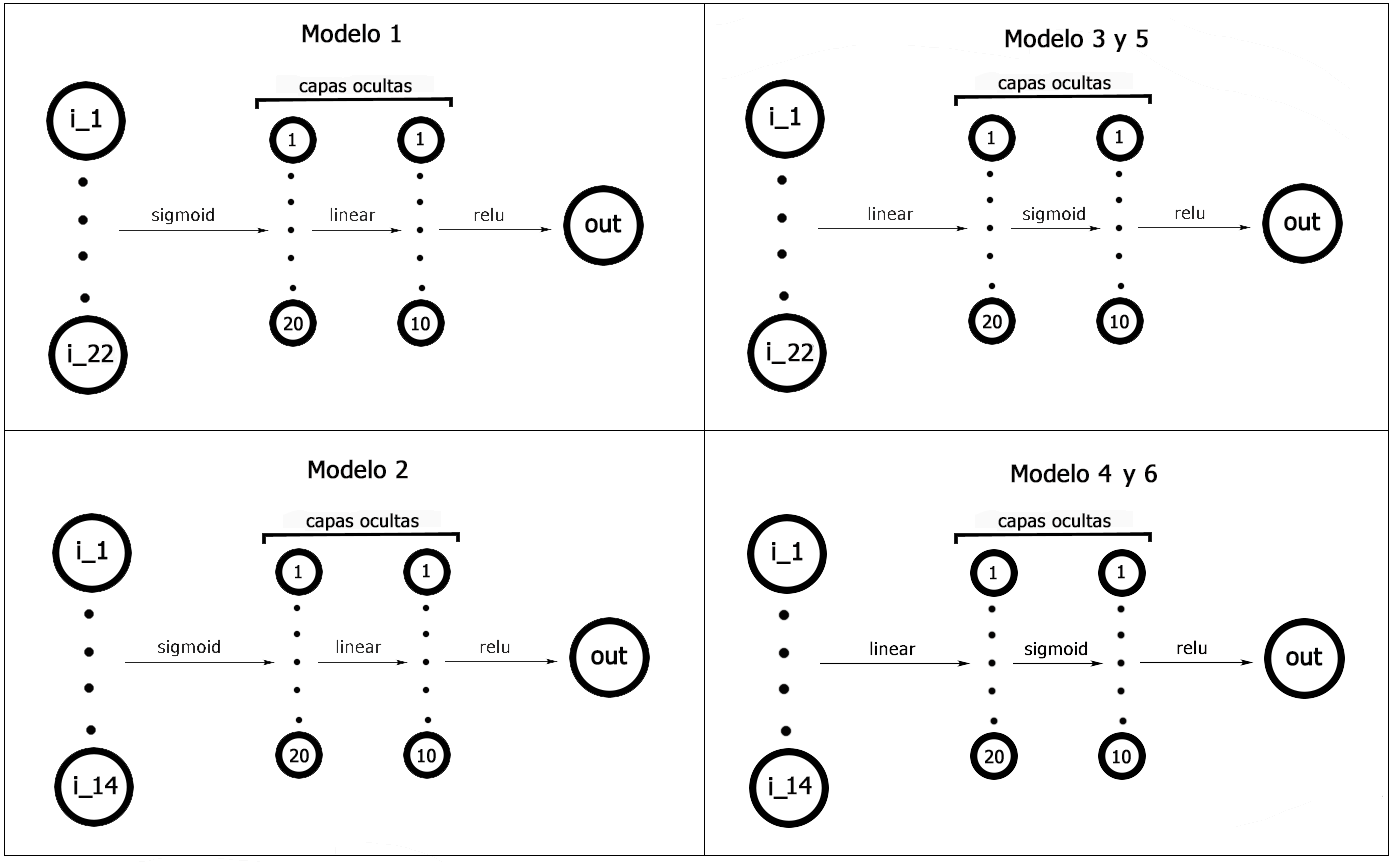 Modelo 1
capas ocultas
i_1
1
1
sigmoid
linear
relu
out
20
10
i_22
Modelo 3 y 5
capas ocultas
i_1
1
1
linear
sigmoid
relu
out
20
10
i_22
Modelo 2
capas ocultas
i_1
1
1
sigmoid
linear
relu
out
20
10
i_14
Modelo 4 y 6
capas ocultas
i_1
1
1
linear
sigmoid
relu
out
20
10
i_14